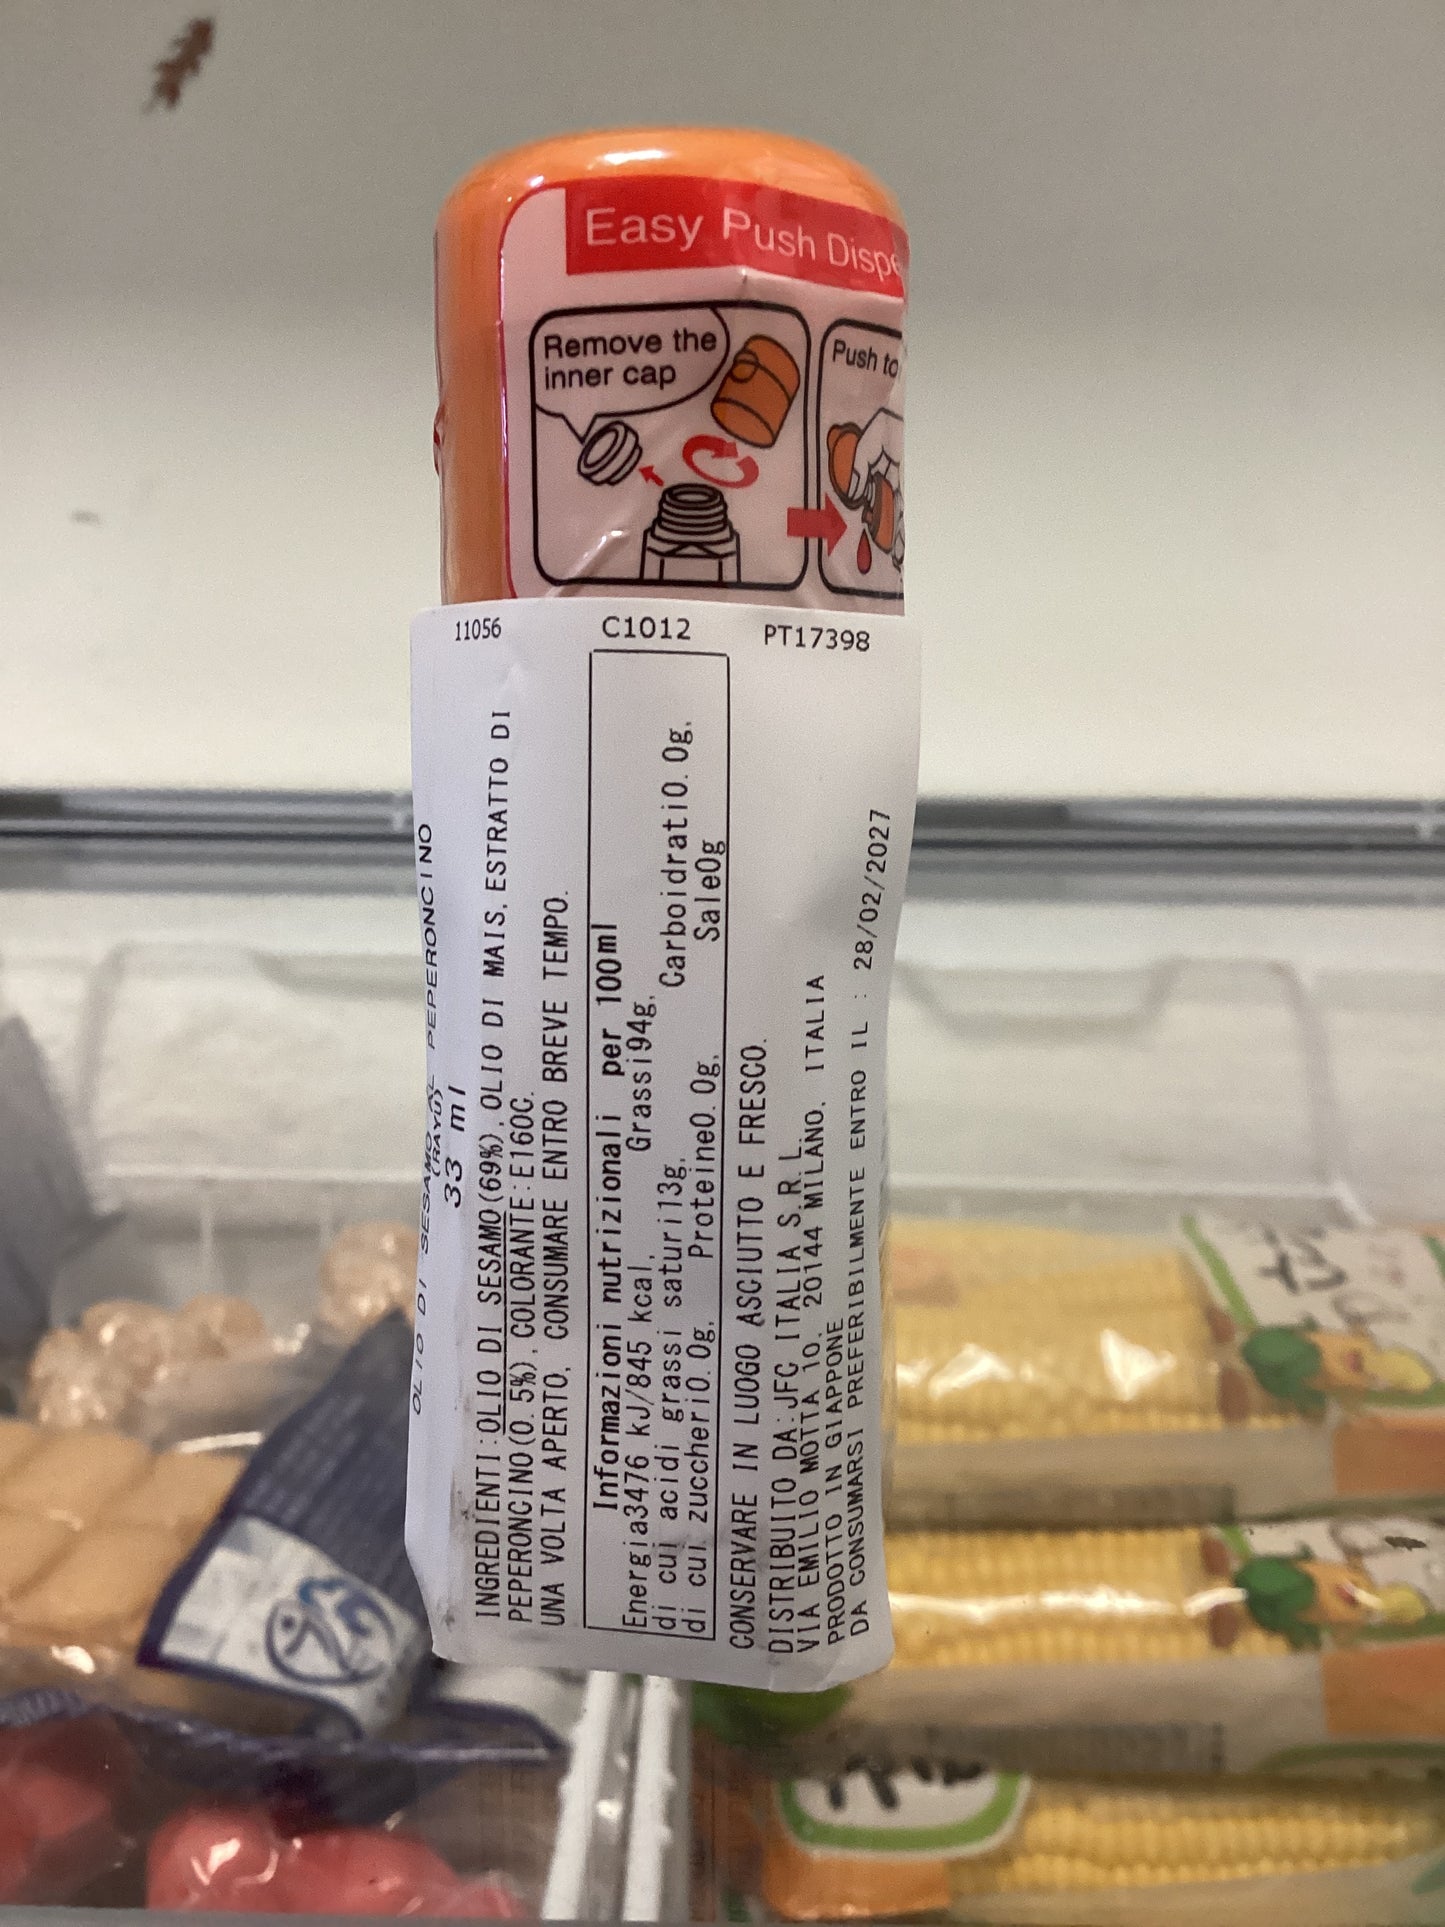 Easy Push
Remove the
inner cap
Push to
11056
C1012
PT17398
OLIO DI SESAMO AL PEPERONCINO
(RAYU)
33 ml
INGREDIENTI:OLIO DI SESAMO(69%), OLIO DI MAIS, ESTRATTO DI
PEPERONCINO(0.5%), COLORANTE:E160C.
UNA VOLTA APERTO, CONSUMARE ENTRO BREVE TEMPO.
Informazioni nutrizionali per 100ml
Energia3476 kJ/845 kcal, Grassi94g,
di cui acidi grassi saturi13g, Carboidrati0.0g,
di cui zuccheri0.0g, Proteine0.0g, Sale0g
CONSERVARE IN LUOGO ASCIUTTO E FRESCO.
DISTRIBUITO DA:JFC ITALIA S.R.L.
VIA EMILIO MOTTA 10, 20144 MILANO, ITALIA
PRODOTTO IN GIAPPONE
DA CONSUMARSI PREFERIBILMENTE ENTRO IL : 28/02/2027